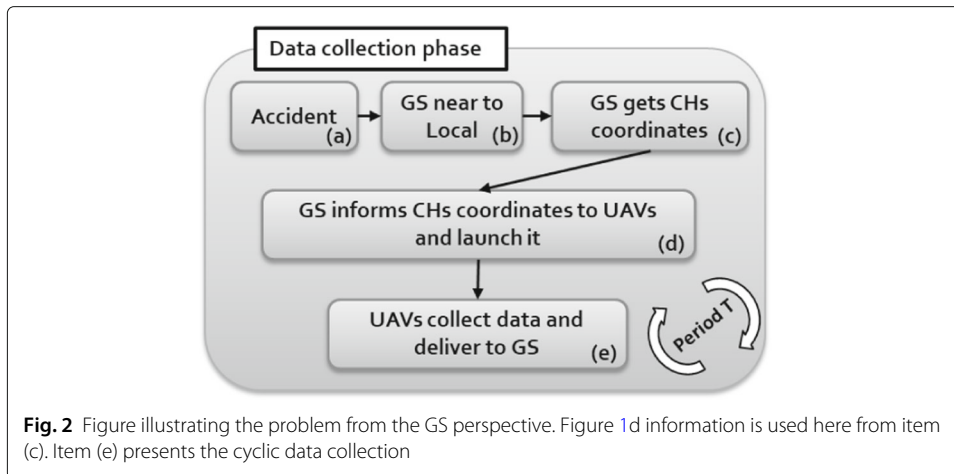 Data collection phase
Accident
(a)
GS near to
Local
(b)
GS gets CHs
coordinates
(c)
GS informs CHs coordinates to UAVs
and launch it
(d)
UAVs collect data and
deliver to GS
(e)
Period T
Fig. 2 Figure illustrating the problem from the GS perspective. Figure 1d information is used here from item
(c). Item (e) presents the cyclic data collection